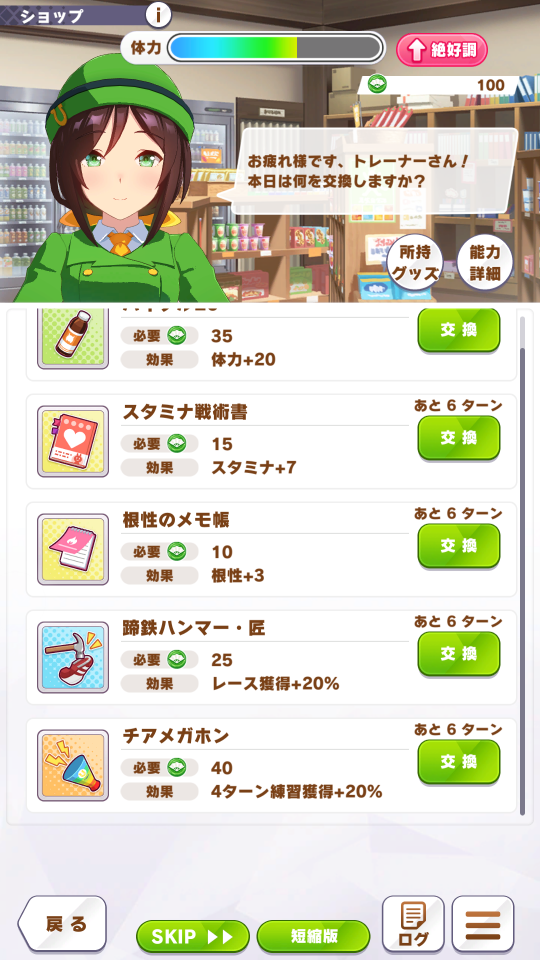 ショップ
i
体力
絶好調
100
お疲れ様です、トレーナーさん！
本日は何を交換しますか？
所持
グッズ
能力
詳細
必要 35
効果 体力+20
交換
スタミナ戦術書
あと 6 ターン
必要 15
効果 スタミナ+7
交換
根性のメモ帳
あと 6 ターン
必要 10
効果 根性+3
交換
蹄鉄ハンマー・匠
あと 6 ターン
必要 25
効果 レース獲得+20%
交換
チアメガホン
あと 6 ターン
必要 40
効果 4ターン練習獲得+20%
交換
戻る
SKIP
短縮版
ログ